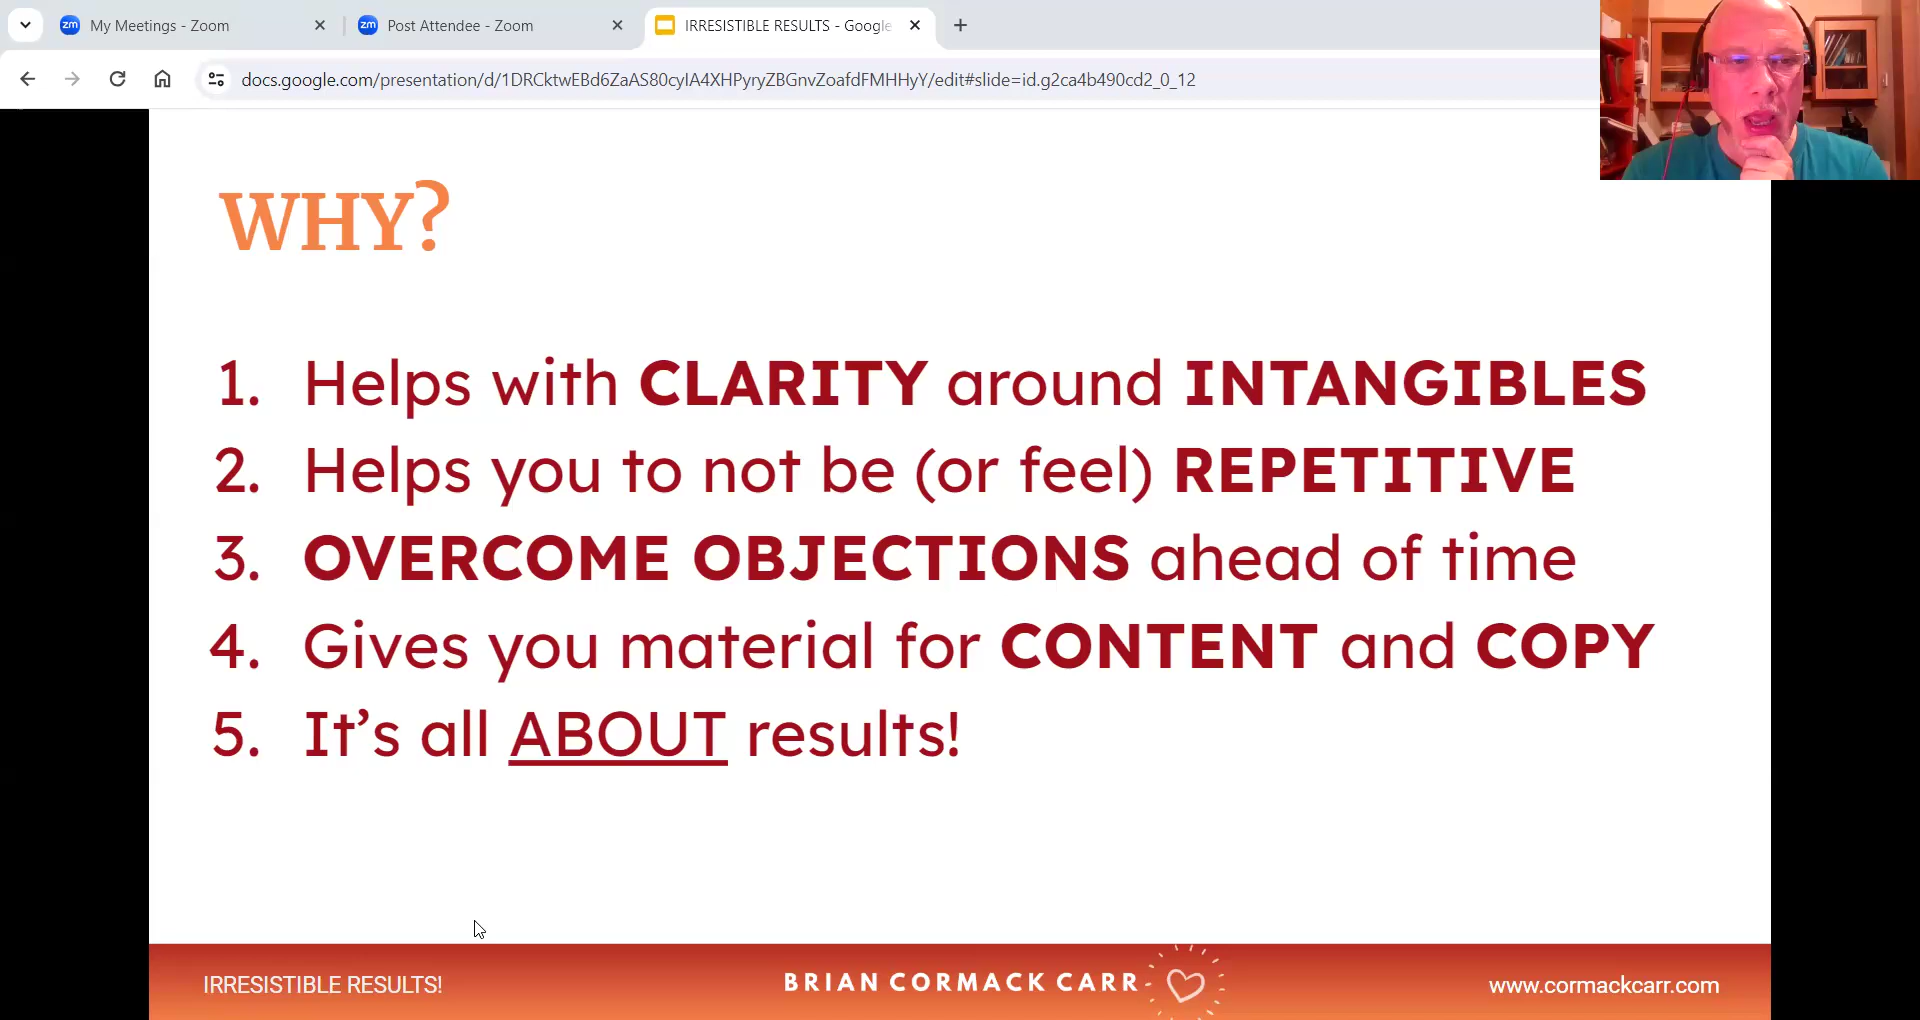 My Meetings - Zoom
Post Attendee - Zoom
IRRESISTIBLE RESULTS - Google
docs.google.com/presentation/d/1DRCktwEBd6ZaAS80cyIA4XHPyryZBGnvZoafdFMHHyY/edit#slide=id.g2ca4b490cd2_0_12
WHY?
1. Helps with CLARITY around INTANGIBLES
2. Helps you to not be (or feel) REPETITIVE
3. OVERCOME OBJECTIONS ahead of time
4. Gives you material for CONTENT and COPY
5. It's all ABOUT results!
IRRESISTIBLE RESULTS!
BRIAN CORMACK CARR
www.cormackcarr.com